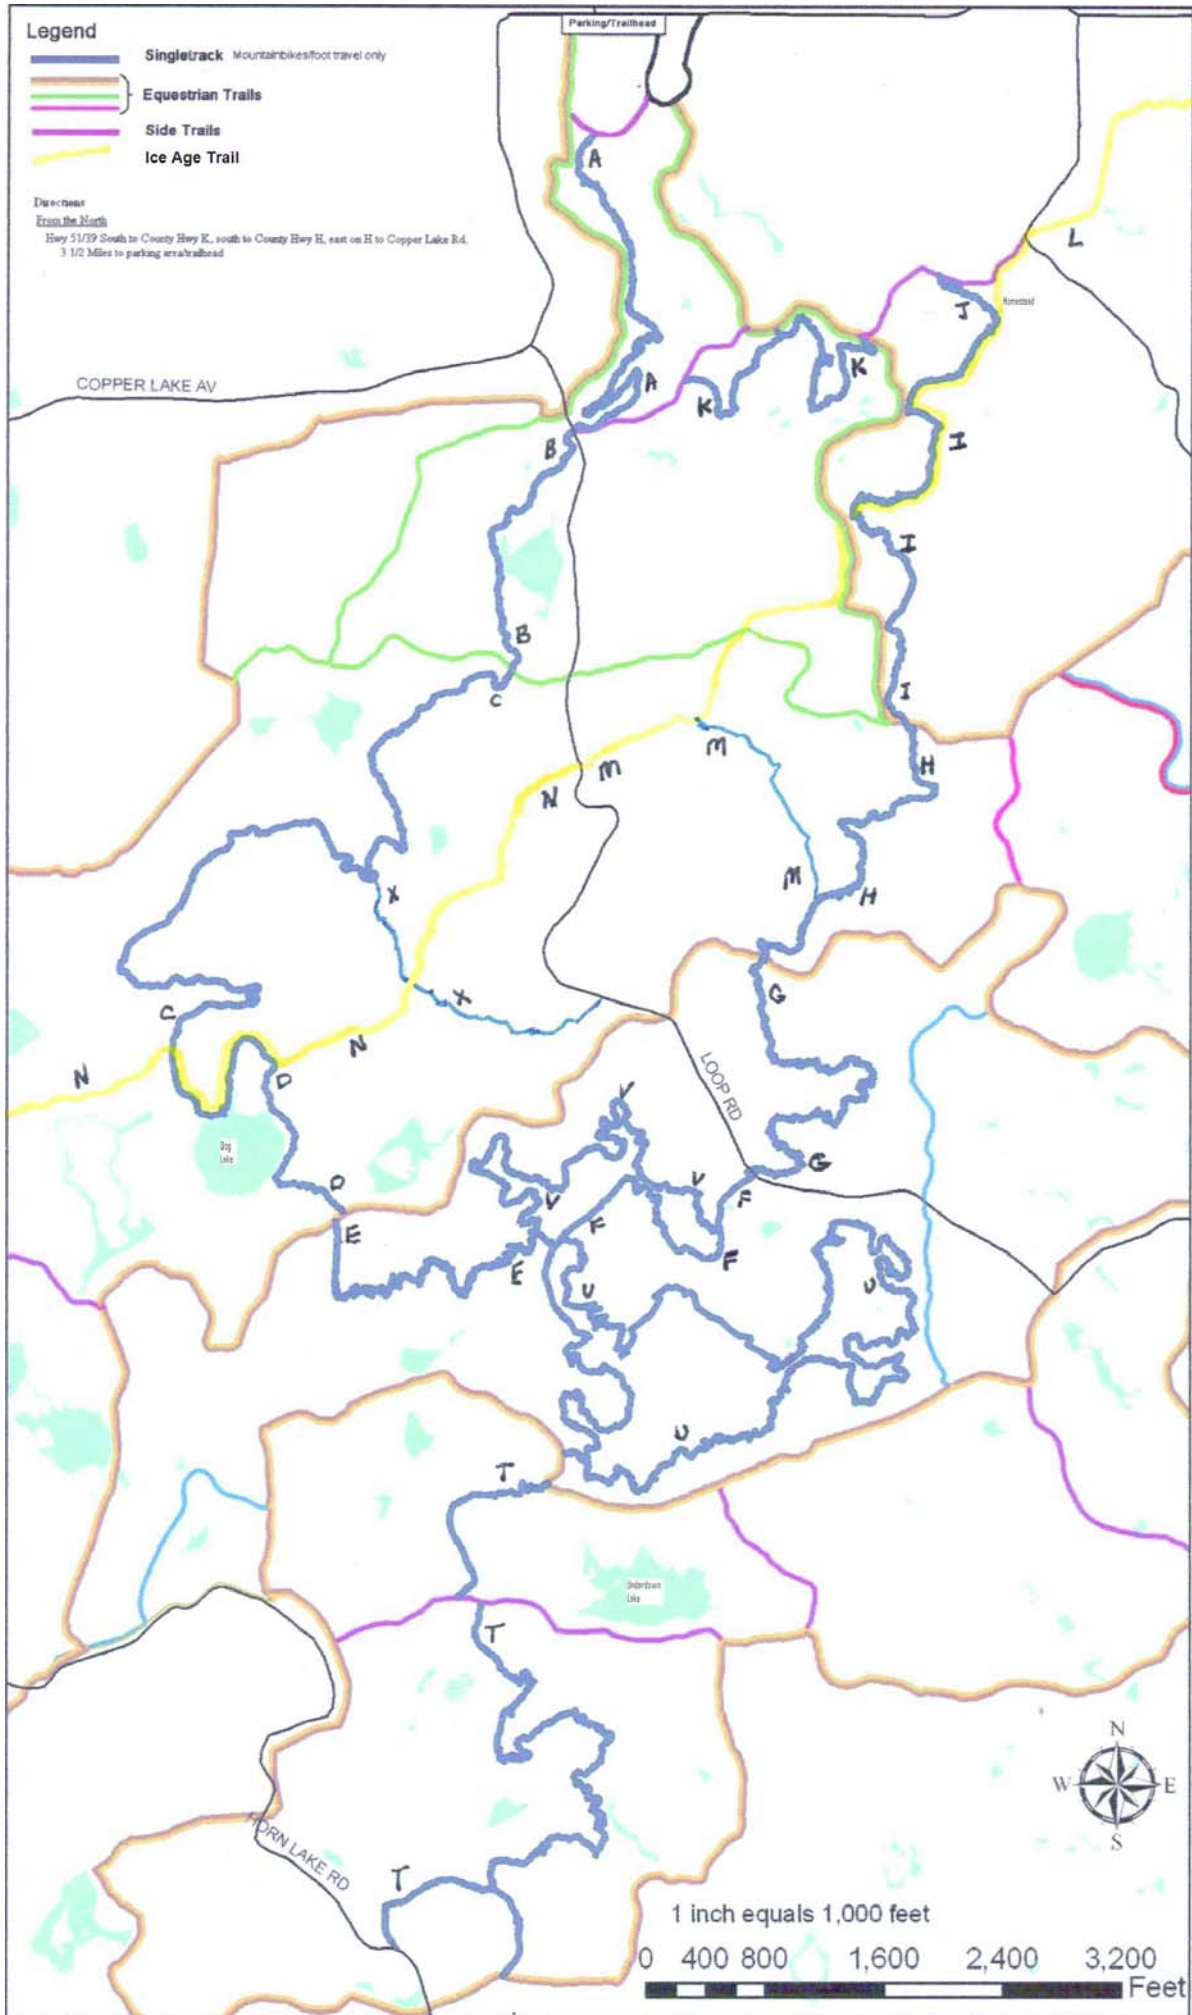 Parking/Trailhead
Legend
Singletrack Mountainbikes/foot travel only
Equestrian Trails
Side Trails
Ice Age Trail
Directions
From the North
Hwy 51/39 South to County Hwy K, south to County Hwy H, east on H to Copper Lake Rd,
3 1/2 Miles to parking area/trailhead
A
L
J
Homestead
COPPER LAKE AV
A
K
K
B
I
I
B
I
C
M
H
M
N
X
M
H
C
X
G
N
N
D
LOOP RD
V
Dog
Lake
G
D
V
V
F
E
F
F
E
U
U
U
T
Underdown
Lake
T
N
W
E
S
HORN LAKE RD
T
1 inch equals 1,000 feet
0 400 800 1,600 2,400 3,200
Feet